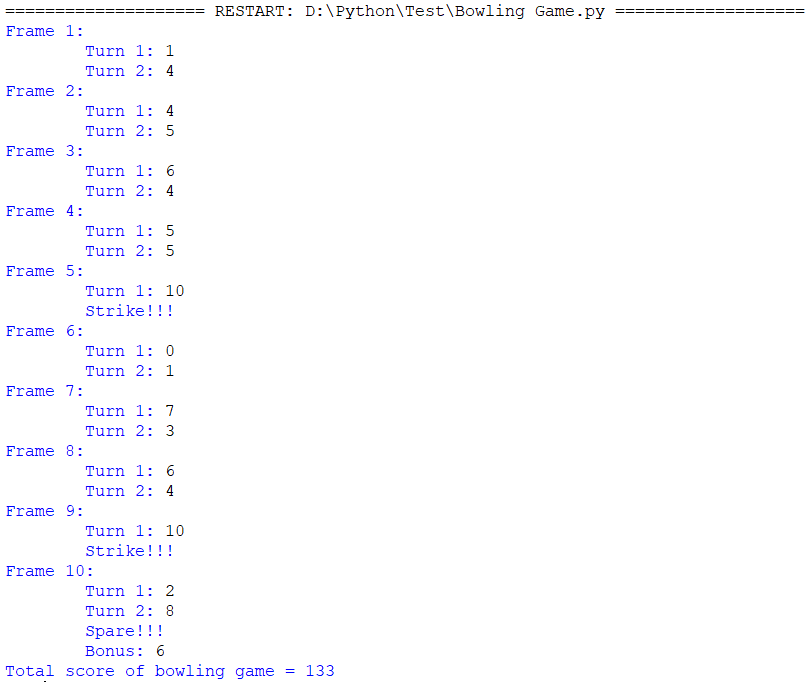 ==================== RESTART: D:\Python\Test\Bowling Game.py ===================
Frame 1:
Turn 1: 1
Turn 2: 4
Frame 2:
Turn 1: 4
Turn 2: 5
Frame 3:
Turn 1: 6
Turn 2: 4
Frame 4:
Turn 1: 5
Turn 2: 5
Frame 5:
Turn 1: 10
Strike!!!
Frame 6:
Turn 1: 0
Turn 2: 1
Frame 7:
Turn 1: 7
Turn 2: 3
Frame 8:
Turn 1: 6
Turn 2: 4
Frame 9:
Turn 1: 10
Strike!!!
Frame 10:
Turn 1: 2
Turn 2: 8
Spare!!!
Bonus: 6
Total score of bowling game = 133